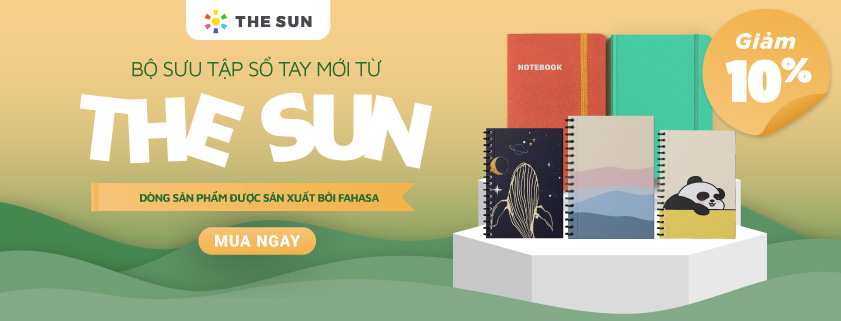 THE SUN
BỘ SƯU TẬP SỔ TAY MỚI TỪ
THE SUN
DÒNG SẢN PHẨM ĐƯỢC SẢN XUẤT BỞI FAHASA
MUA NGAY
NOTEBOOK
Giảm
10%